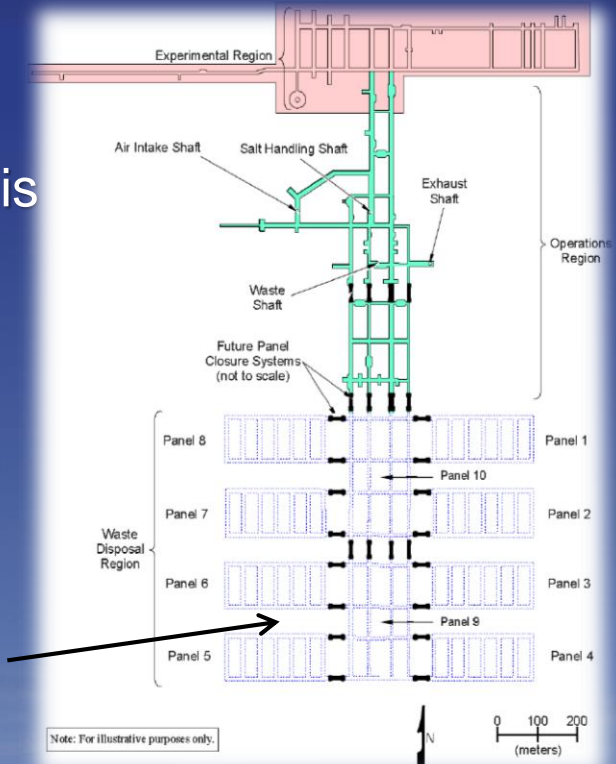 is
Experimental Region
Air Intake Shaft
Salt Handling Shaft
Exhaust
Shaft
Operations
Region
Waste
Shaft
Future Panel
Closure Systems
(not to scale)
Panel 8
Panel 1
Panel 10
Panel 7
Panel 2
Waste
Disposal
Region
Panel 6
Panel 3
Panel 9
Panel 5
Panel 4
Note: For illustrative purposes only.
N
0 100 200
(meters)